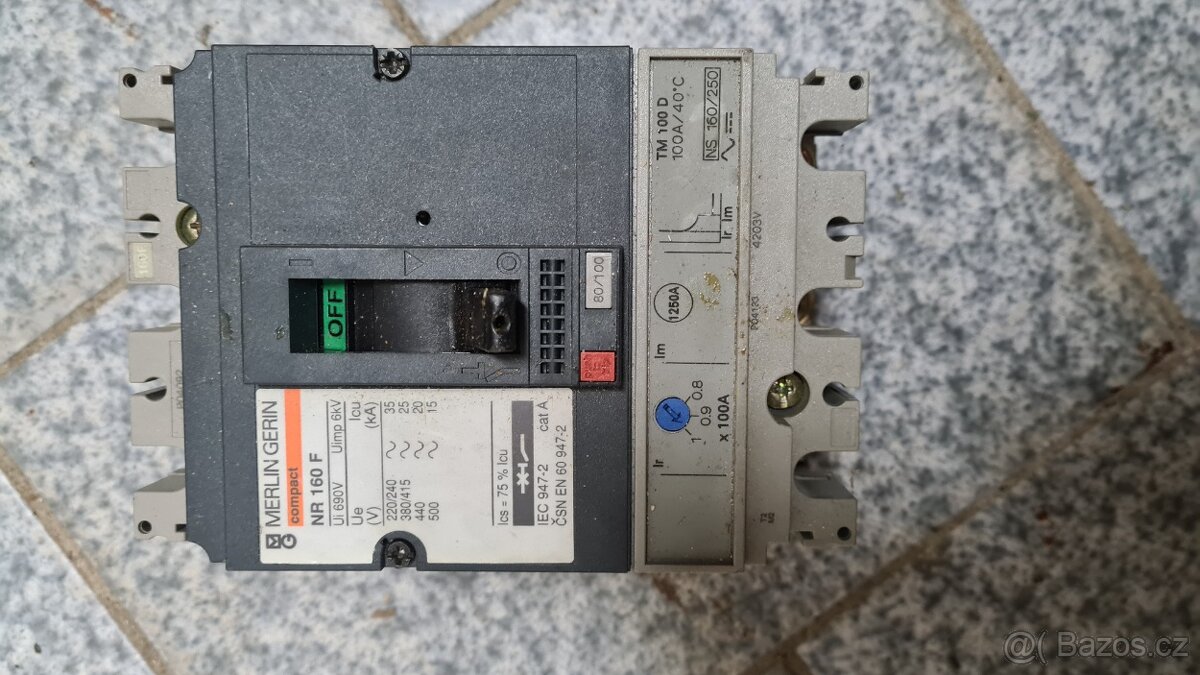 MERLIN GERIN
compact
NR 160 F
Ui 690V Uimp 6kV
Ue Icu
(V) (kA)
220/240 ~ 35
380/415 ~ 25
440 ~ 20
500 ~ 15
Ics = 75 % Icu
IEC 947-2 cat A
ČSN EN 60 947-2
OFF
80/100
TM 100 D
100A/40°C
NS 160/250
Ir Im
1250A
Im
Ir
1 0.9 0.8
x 100A
4203V
T2
M2
@ Bazos.cz